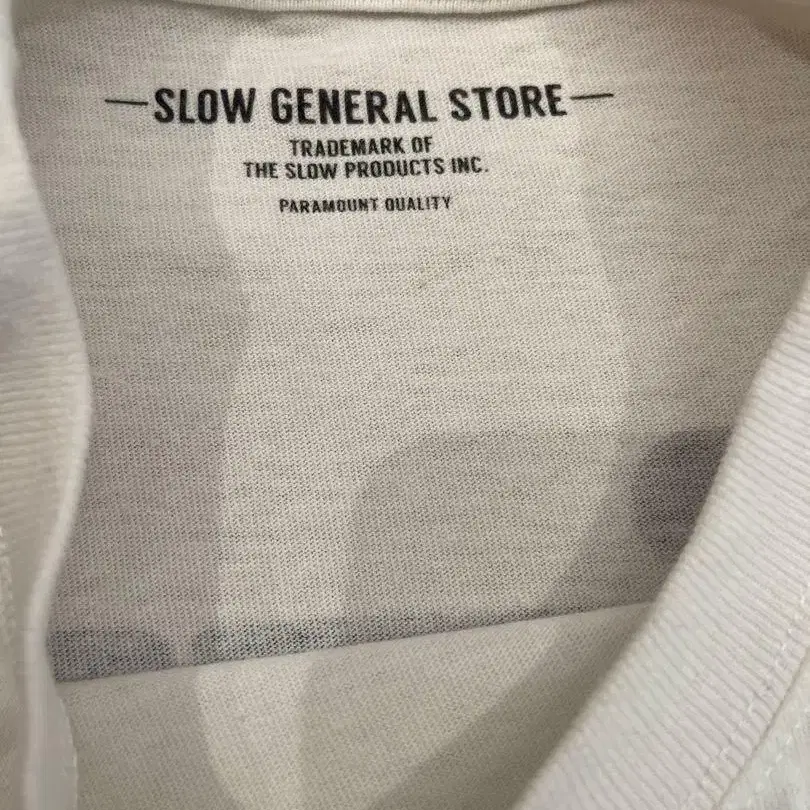 —SLOW GENERAL STORE—
TRADEMARK OF
THE SLOW PRODUCTS INC.
PARAMOUNT QUALITY